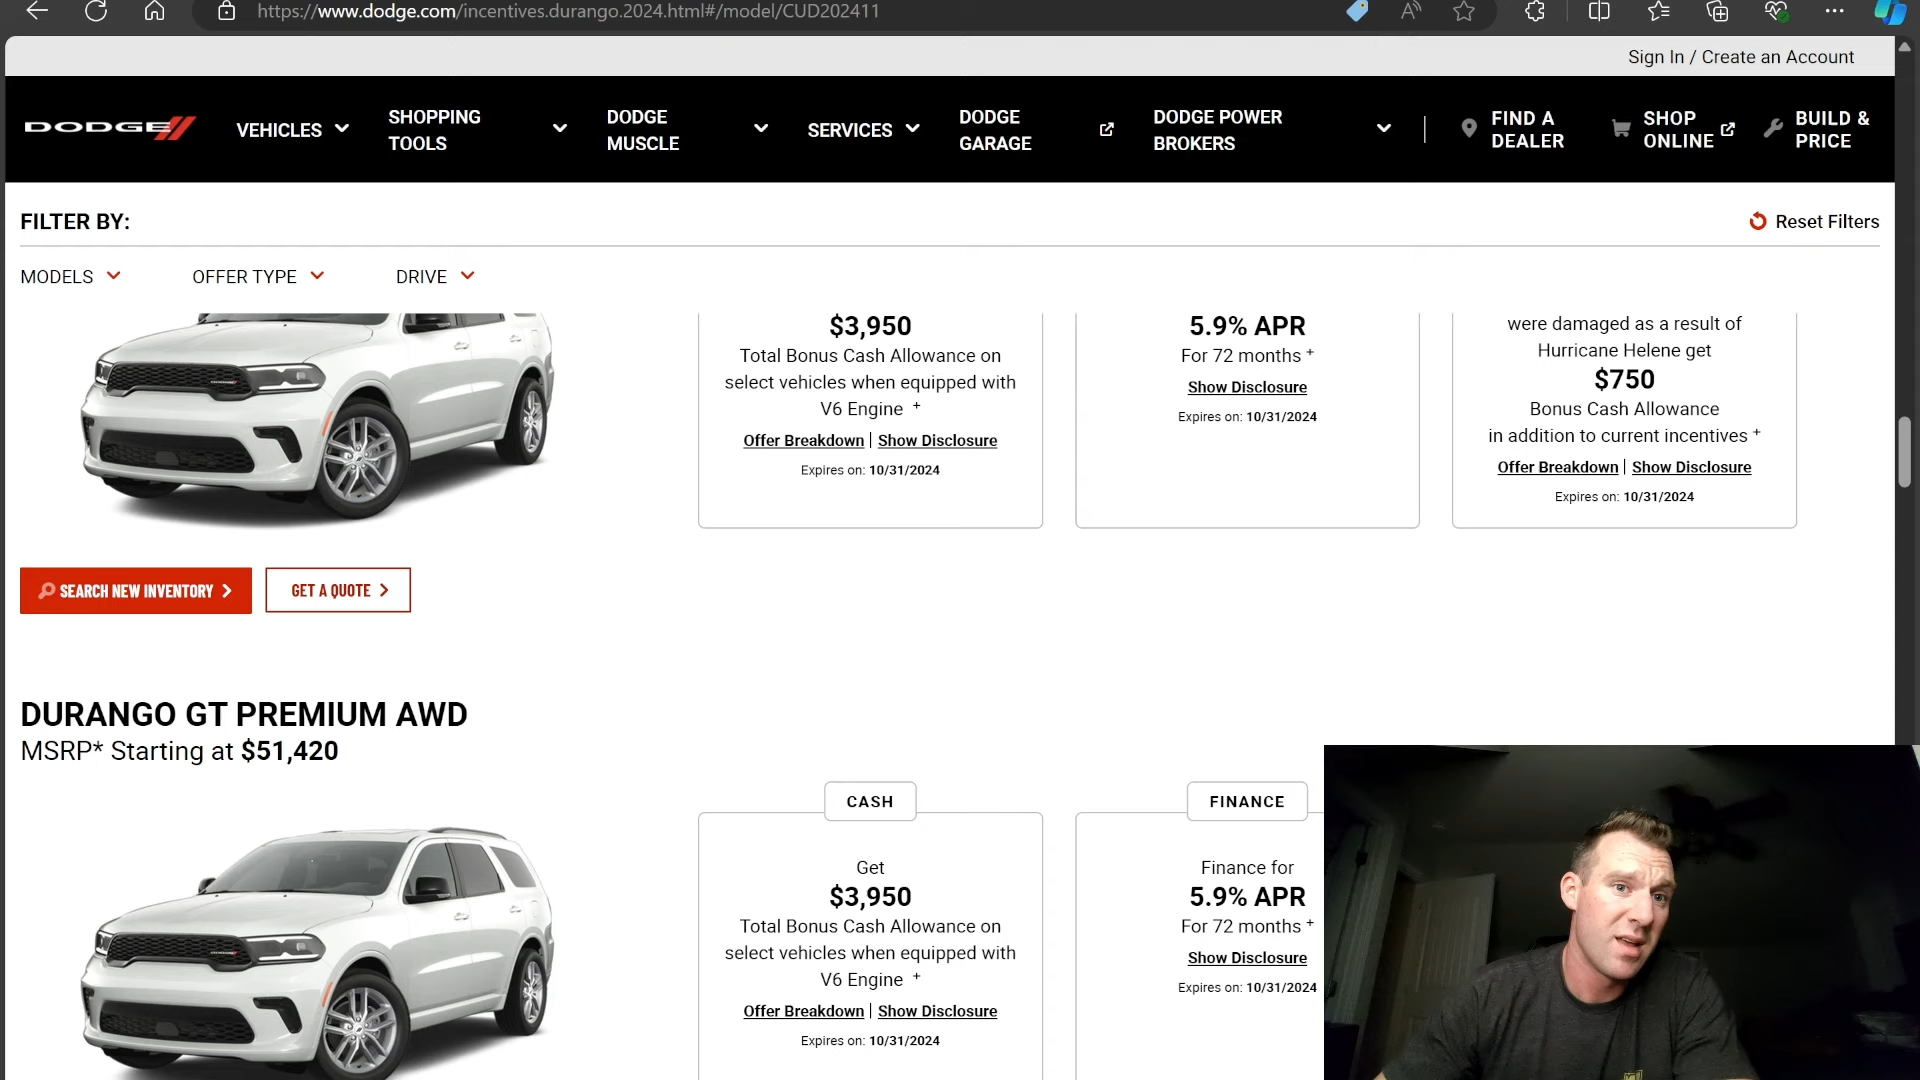 https://www.dodge.com/incentives.durango.2024.html#/model/CUD202411
Sign In / Create an Account
DODGE
VEHICLES
SHOPPING TOOLS
DODGE MUSCLE
SERVICES
DODGE GARAGE
DODGE POWER BROKERS
FIND A DEALER
SHOP ONLINE
BUILD & PRICE
FILTER BY:
Reset Filters
MODELS
OFFER TYPE
DRIVE
$3,950
Total Bonus Cash Allowance on
select vehicles when equipped with
V6 Engine +
Offer Breakdown | Show Disclosure
Expires on: 10/31/2024
5.9% APR
For 72 months +
Show Disclosure
Expires on: 10/31/2024
were damaged as a result of
Hurricane Helene get
$750
Bonus Cash Allowance
in addition to current incentives +
Offer Breakdown | Show Disclosure
Expires on: 10/31/2024
SEARCH NEW INVENTORY
GET A QUOTE
DURANGO GT PREMIUM AWD
MSRP* Starting at $51,420
CASH
Get
$3,950
Total Bonus Cash Allowance on
select vehicles when equipped with
V6 Engine +
Offer Breakdown | Show Disclosure
Expires on: 10/31/2024
FINANCE
Finance for
5.9% APR
For 72 months +
Show Disclosure
Expires on: 10/31/2024